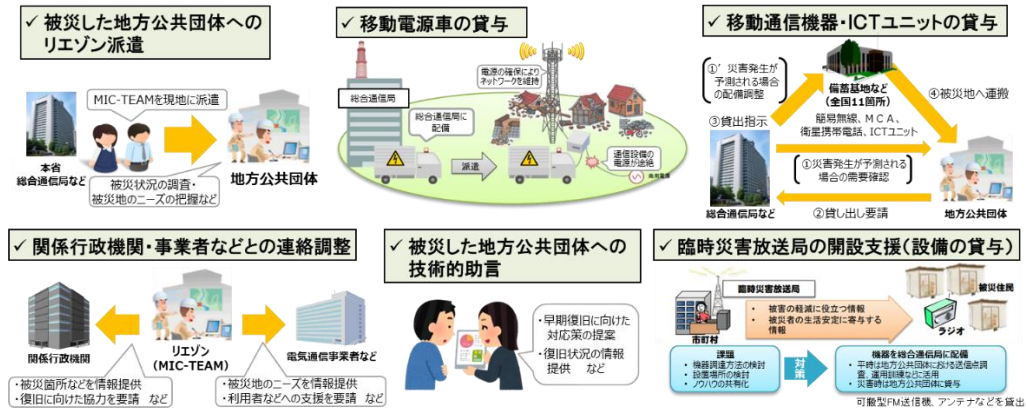 ✓ 被災した地方公共団体への
リエゾン派遣
MIC-TEAMを現地に派遣
本省
総合通信局など
地方公共団体
被災状況の調査・
被災地のニーズの把握など
✓ 移動電源車の貸与
電源の確保により
ネットワークを維持
総合通信局
総合通信局に
配備
派遣
通信設備の
電源が途絶
商用電源
✓ 移動通信機器・ICTユニットの貸与
①’災害発生が
予測される場合
の配備調整
備蓄基地など
(全国11箇所)
④被災地へ運搬
③貸出指示
簡易無線、MCA、
衛星携帯電話、ICTユニット
①災害発生が予測される
場合の需要確認
総合通信局など
②貸し出し要請
地方公共団体
✓ 関係行政機関・事業者などとの連絡調整
関係行政機関
リエゾン
(MIC-TEAM)
電気通信事業者など
・被災箇所などを情報提供
・復旧に向けた協力を要請 など
・被災地のニーズを情報提供
・利用者などへの支援を要請 など
✓ 被災した地方公共団体への
技術的助言
・早期復旧に向けた
対応策の提案
・復旧状況の情報
提供 など
✓ 臨時災害放送局の開設支援(設備の貸与)
臨時災害放送局
市町村
• 被害の軽減に役立つ情報
• 被災者の生活安定に寄与する
情報
被災住民
ラジオ
課題
• 機器調達方法の検討
• 設置場所の検討
• ノウハウの共有化
対策
機器を総合通信局に配備
• 平時は地方公共団体における送信点調
査、運用訓練などに活用
• 災害時は地方公共団体に貸与
可搬型FM送信機、アンテナなどを貸出